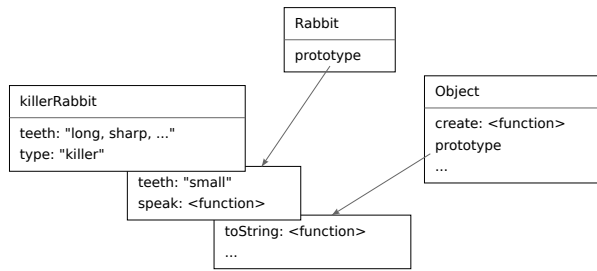 Rabbit
prototype
killerRabbit
teeth: "long, sharp, ..."
type: "killer"
Object
create: <function>
prototype
...
teeth: "small"
speak: <function>
toString: <function>
...